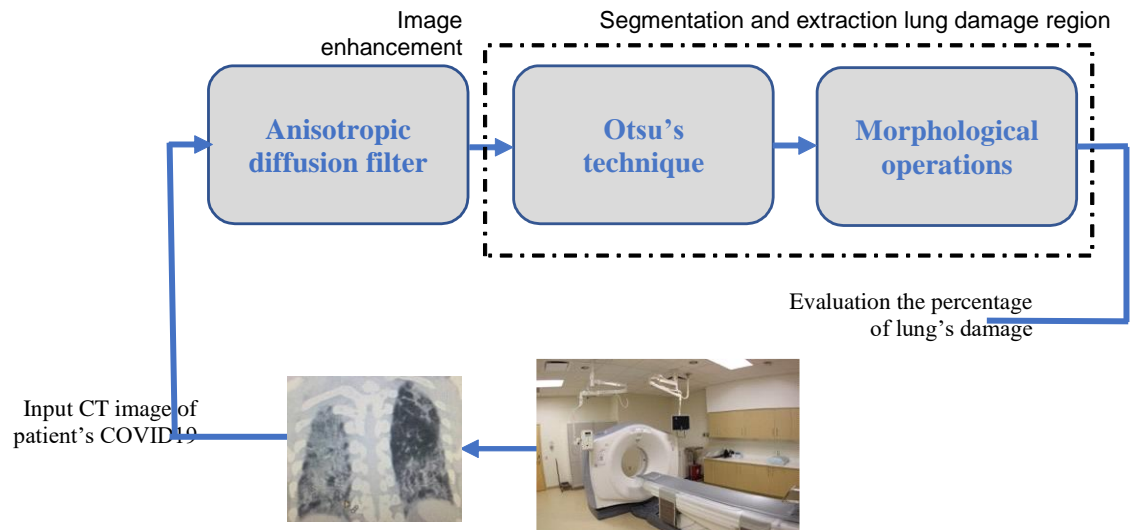 Image
enhancement
Segmentation and extraction lung damage region
Anisotropic
diffusion filter
Otsu's
technique
Morphological
operations
Evaluation the percentage
of lung's damage
Input CT image of
patient's COVID19